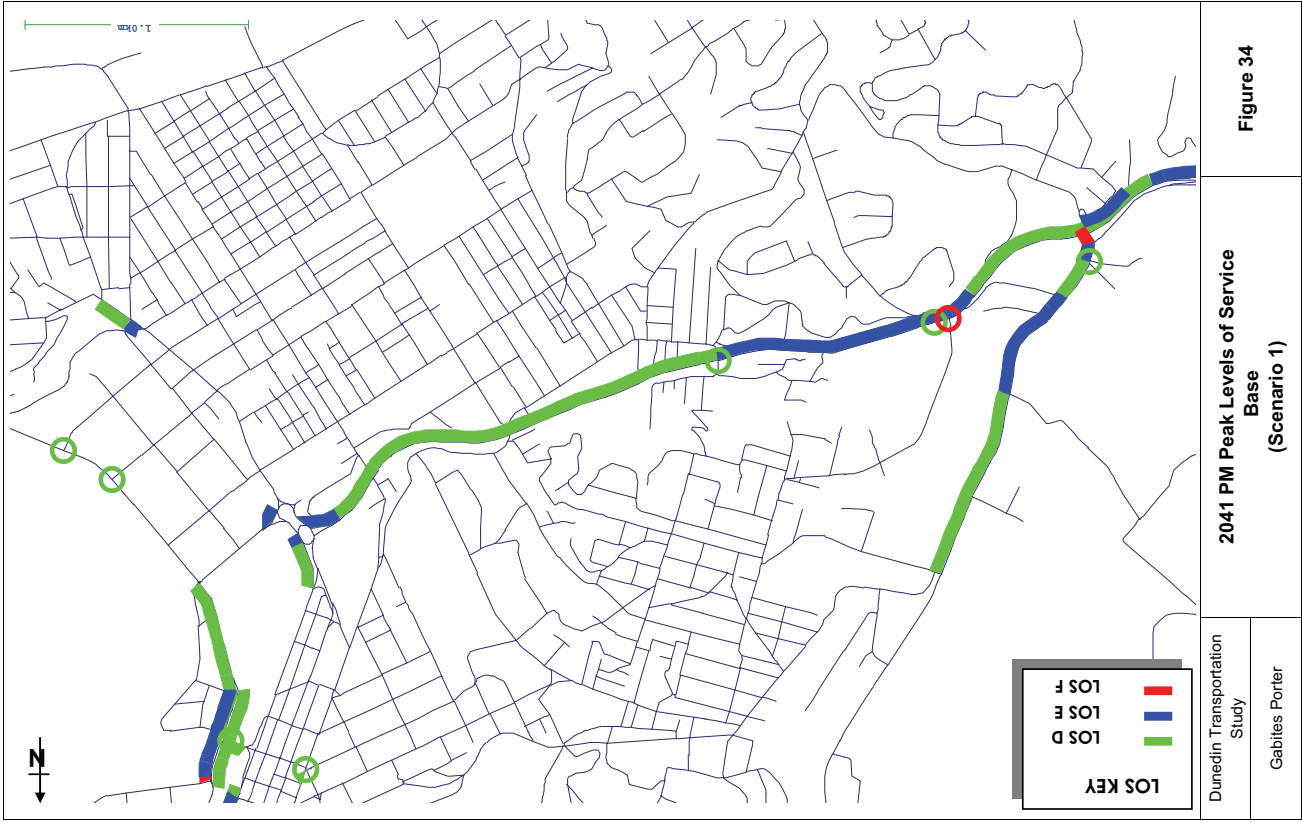 1.0km
N
LOS KEY
LOS D
LOS E
LOS F
Dunedin Transportation
Study
Gabites Porter
2041 PM Peak Levels of Service
Base
(Scenario 1)
Figure 34